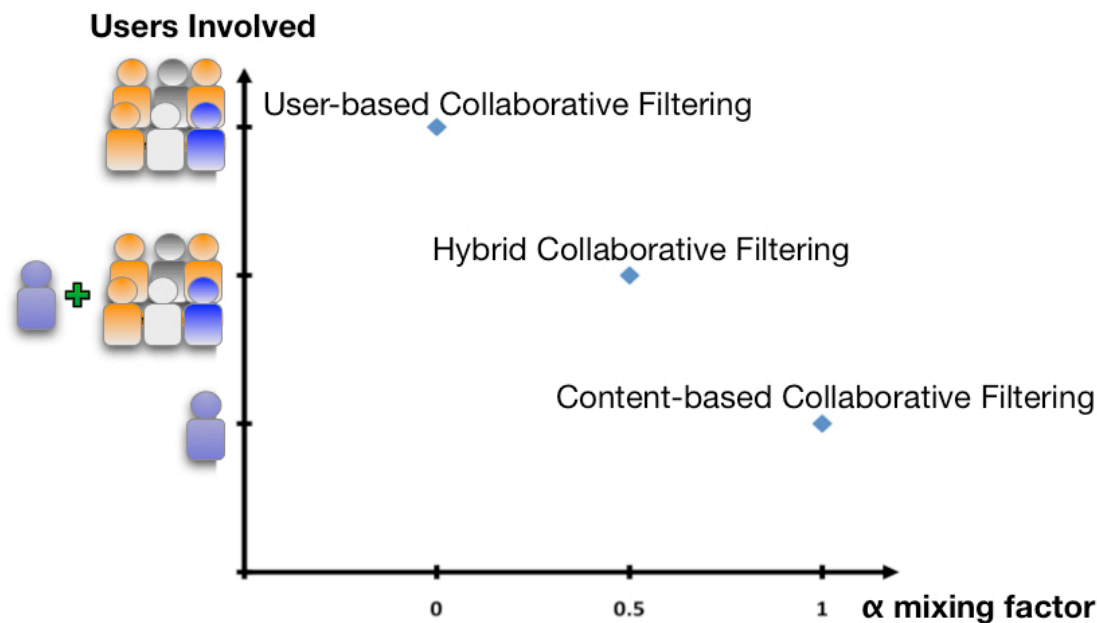 Users Involved
User-based Collaborative Filtering
Hybrid Collaborative Filtering
Content-based Collaborative Filtering
0 0.5 1 α mixing factor